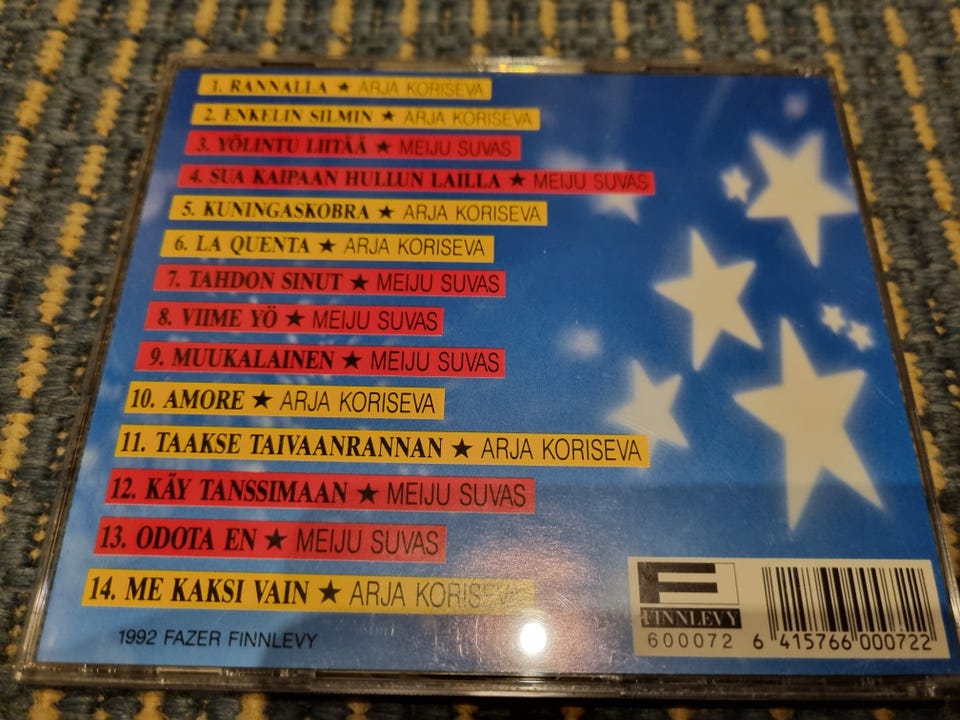 1. RANNALLA ★ ARJA KORISEVA
2. ENKELIN SILMIN ★ ARJA KORISEVA
3. YÖLINTU LIITÄÄ ★ MEIJU SUVAS
4. SUA KAIPAAN HULLUN LAILLA ★ MEIJU SUVAS
5. KUNINGASKOBRA ★ ARJA KORISEVA
6. LA QUENTA ★ ARJA KORISEVA
7. TAHDON SINUT ★ MEIJU SUVAS
8. VIIME YÖ ★ MEIJU SUVAS
9. MUUKALAINEN ★ MEIJU SUVAS
10. AMORE ★ ARJA KORISEVA
11. TAAKSE TAIVAANRANNAN ★ ARJA KORISEVA
12. KÄY TANSSIMAAN ★ MEIJU SUVAS
13. ODOTA EN ★ MEIJU SUVAS
14. ME KAKSI VAIN ★ ARJA KORISEVA
1992 FAZER FINNLEVY
F
FINNLEVY
600072
6 415766 000722